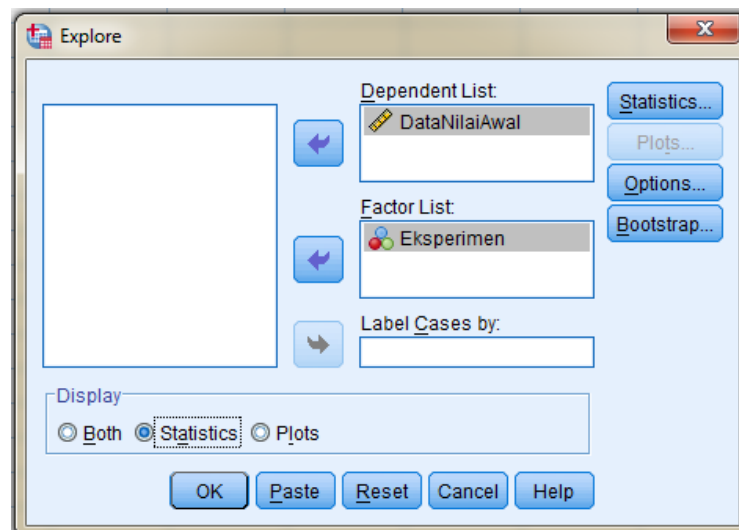 Explore
x
Dependent List:
DataNilaiAwal
Statistics...
Plots...
Options...
Bootstrap...
Factor List:
Eksperimen
Label Cases by:
Display
Both Statistics Plots
OK Paste Reset Cancel Help